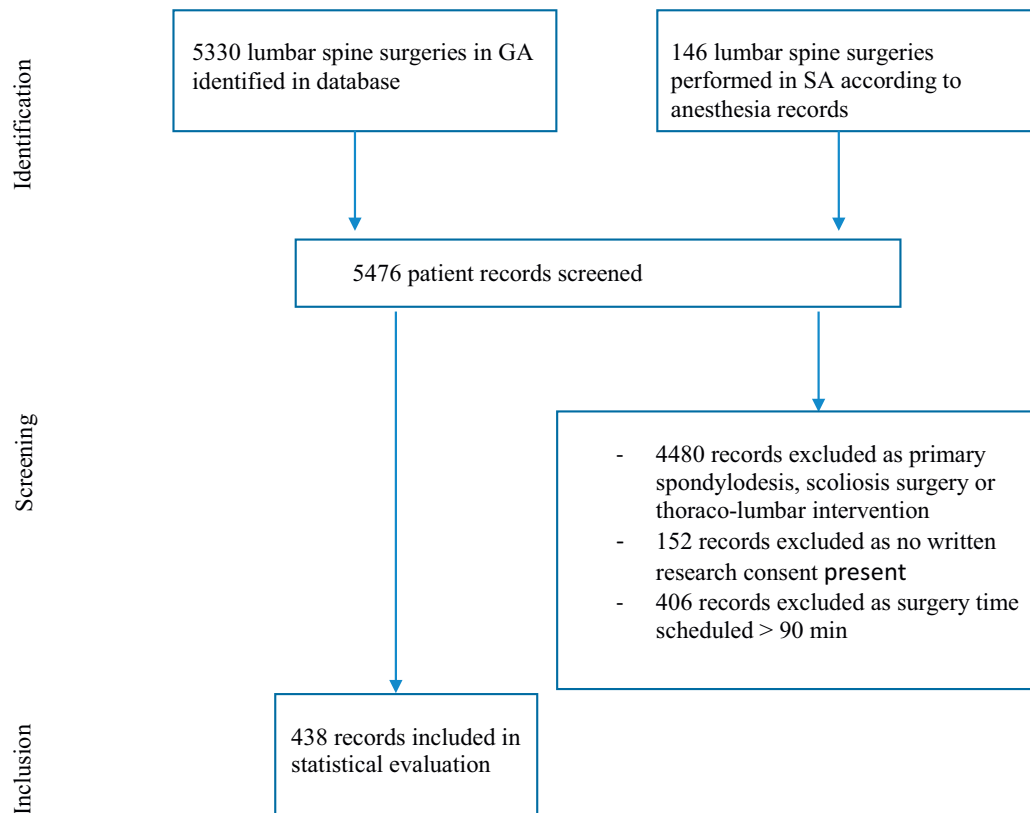 Identification
5330 lumbar spine surgeries in GA
identified in database
146 lumbar spine surgeries
performed in SA according to
anesthesia records
5476 patient records screened
Screening
- 4480 records excluded as primary
spondylodesis, scoliosis surgery or
thoraco-lumbar intervention
- 152 records excluded as no written
research consent present
- 406 records excluded as surgery time
scheduled > 90 min
Inclusion
438 records included in
statistical evaluation